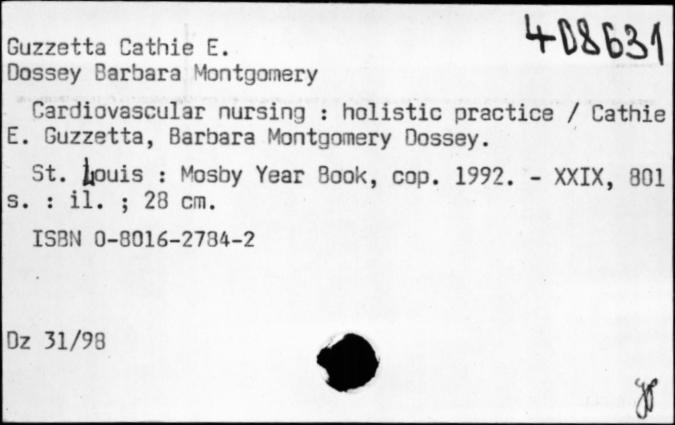 408631
Guzzetta Cathie E.
Dossey Barbara Montgomery
Cardiovascular nursing : holistic practice / Cathie
E. Guzzetta, Barbara Montgomery Dossey.
St. Louis : Mosby Year Book, cop. 1992. - XXIX, 801
s. : il. ; 28 cm.
ISBN 0-8016-2784-2
Dz 31/98